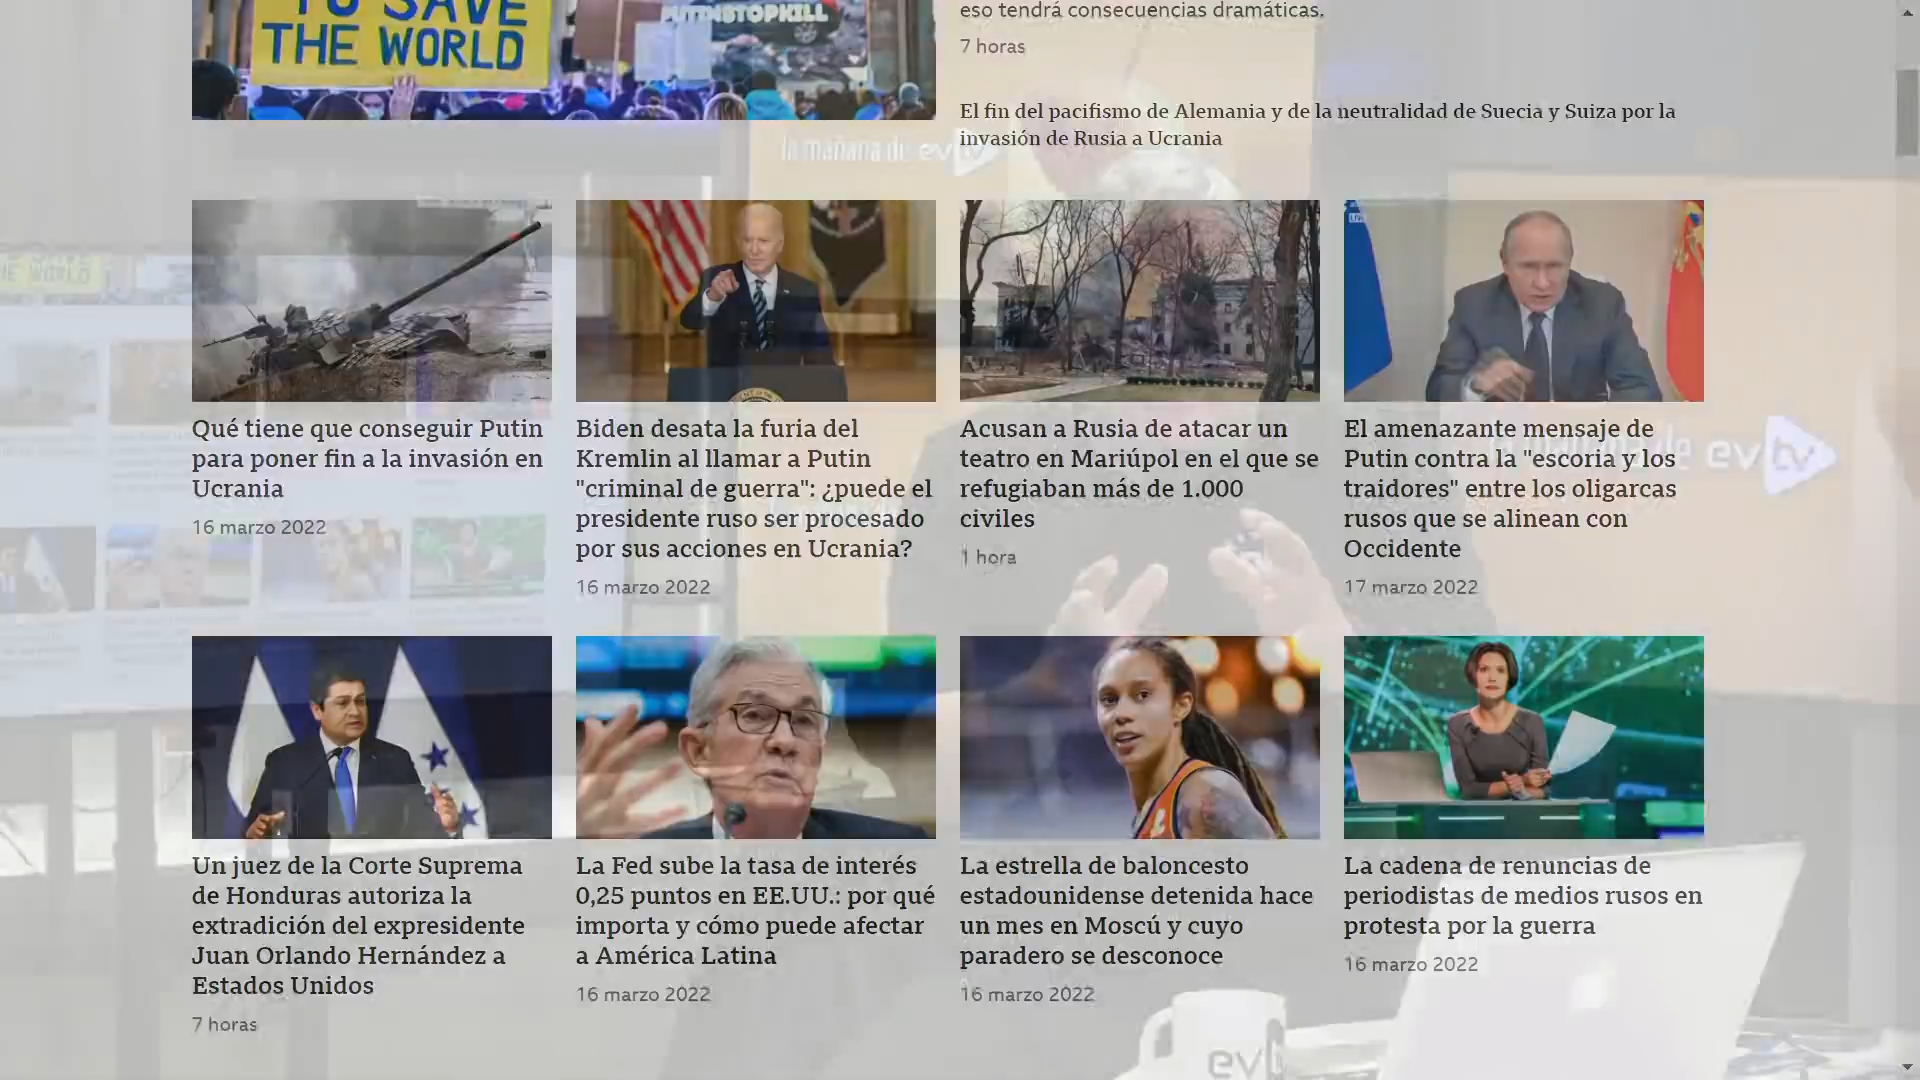 TO SAVE
THE WORLD
PUTINSTOPKILL
eso tendrá consecuencias dramáticas.
7 horas
El fin del pacifismo de Alemania y de la neutralidad de Suecia y Suiza por la
invasión de Rusia a Ucrania
la mañana de evtv
Qué tiene que conseguir Putin
para poner fin a la invasión en
Ucrania
16 marzo 2022
Biden desata la furia del
Kremlin al llamar a Putin
"criminal de guerra": ¿puede el
presidente ruso ser procesado
por sus acciones en Ucrania?
16 marzo 2022
Acusan a Rusia de atacar un
teatro en Mariúpol en el que se
refugiaban más de 1.000
civiles
1 hora
El amenazante mensaje de
Putin contra la "escoria y los
traidores" entre los oligarcas
rusos que se alinean con
Occidente
17 marzo 2022
evtv
Un juez de la Corte Suprema
de Honduras autoriza la
extradición del expresidente
Juan Orlando Hernández a
Estados Unidos
7 horas
La Fed sube la tasa de interés
0,25 puntos en EE.UU.: por qué
importa y cómo puede afectar
a América Latina
16 marzo 2022
La estrella de baloncesto
estadounidense detenida hace
un mes en Moscú y cuyo
paradero se desconoce
16 marzo 2022
La cadena de renuncias de
periodistas de medios rusos en
protesta por la guerra
16 marzo 2022